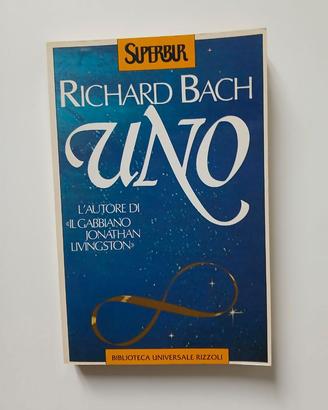 SUPERBUR
RICHARD BACH
UNO
L'AUTORE DI
«IL GABBIANO
JONATHAN
LIVINGSTON»
BIBLIOTECA UNIVERSALE RIZZOLI